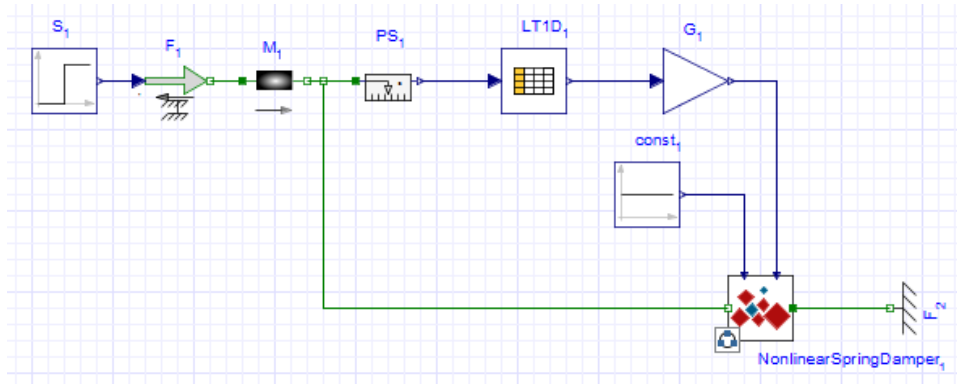 S₁
F₁
M₁
PS₁
LT1D₁
G₁
const₁
F₂
NonlinearSpringDamper₁